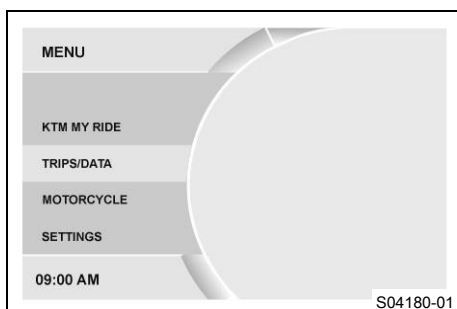 MENU
KTM MY RIDE
TRIPS/DATA
MOTORCYCLE
SETTINGS
09:00 AM
S04180-01